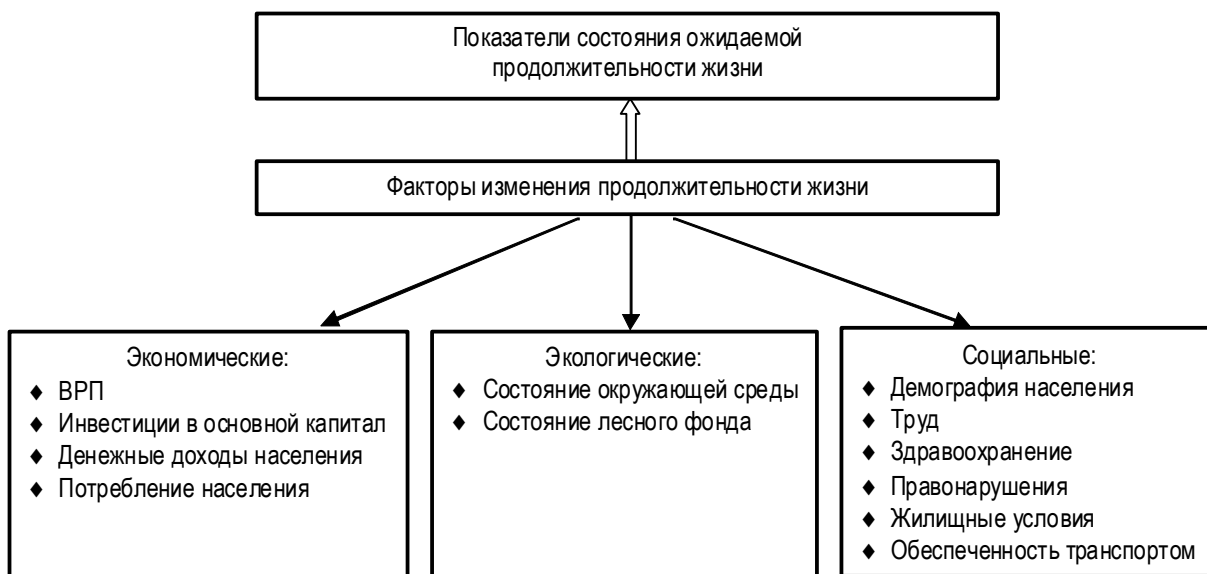 Показатели состояния ожидаемой
продолжительности жизни
Факторы изменения продолжительности жизни
Экономические:
♦ ВРП
♦ Инвестиции в основной капитал
♦ Денежные доходы населения
♦ Потребление населения
Экологические:
♦ Состояние окружающей среды
♦ Состояние лесного фонда
Социальные:
♦ Демография населения
♦ Труд
♦ Здравоохранение
♦ Правонарушения
♦ Жилищные условия
♦ Обеспеченность транспортом